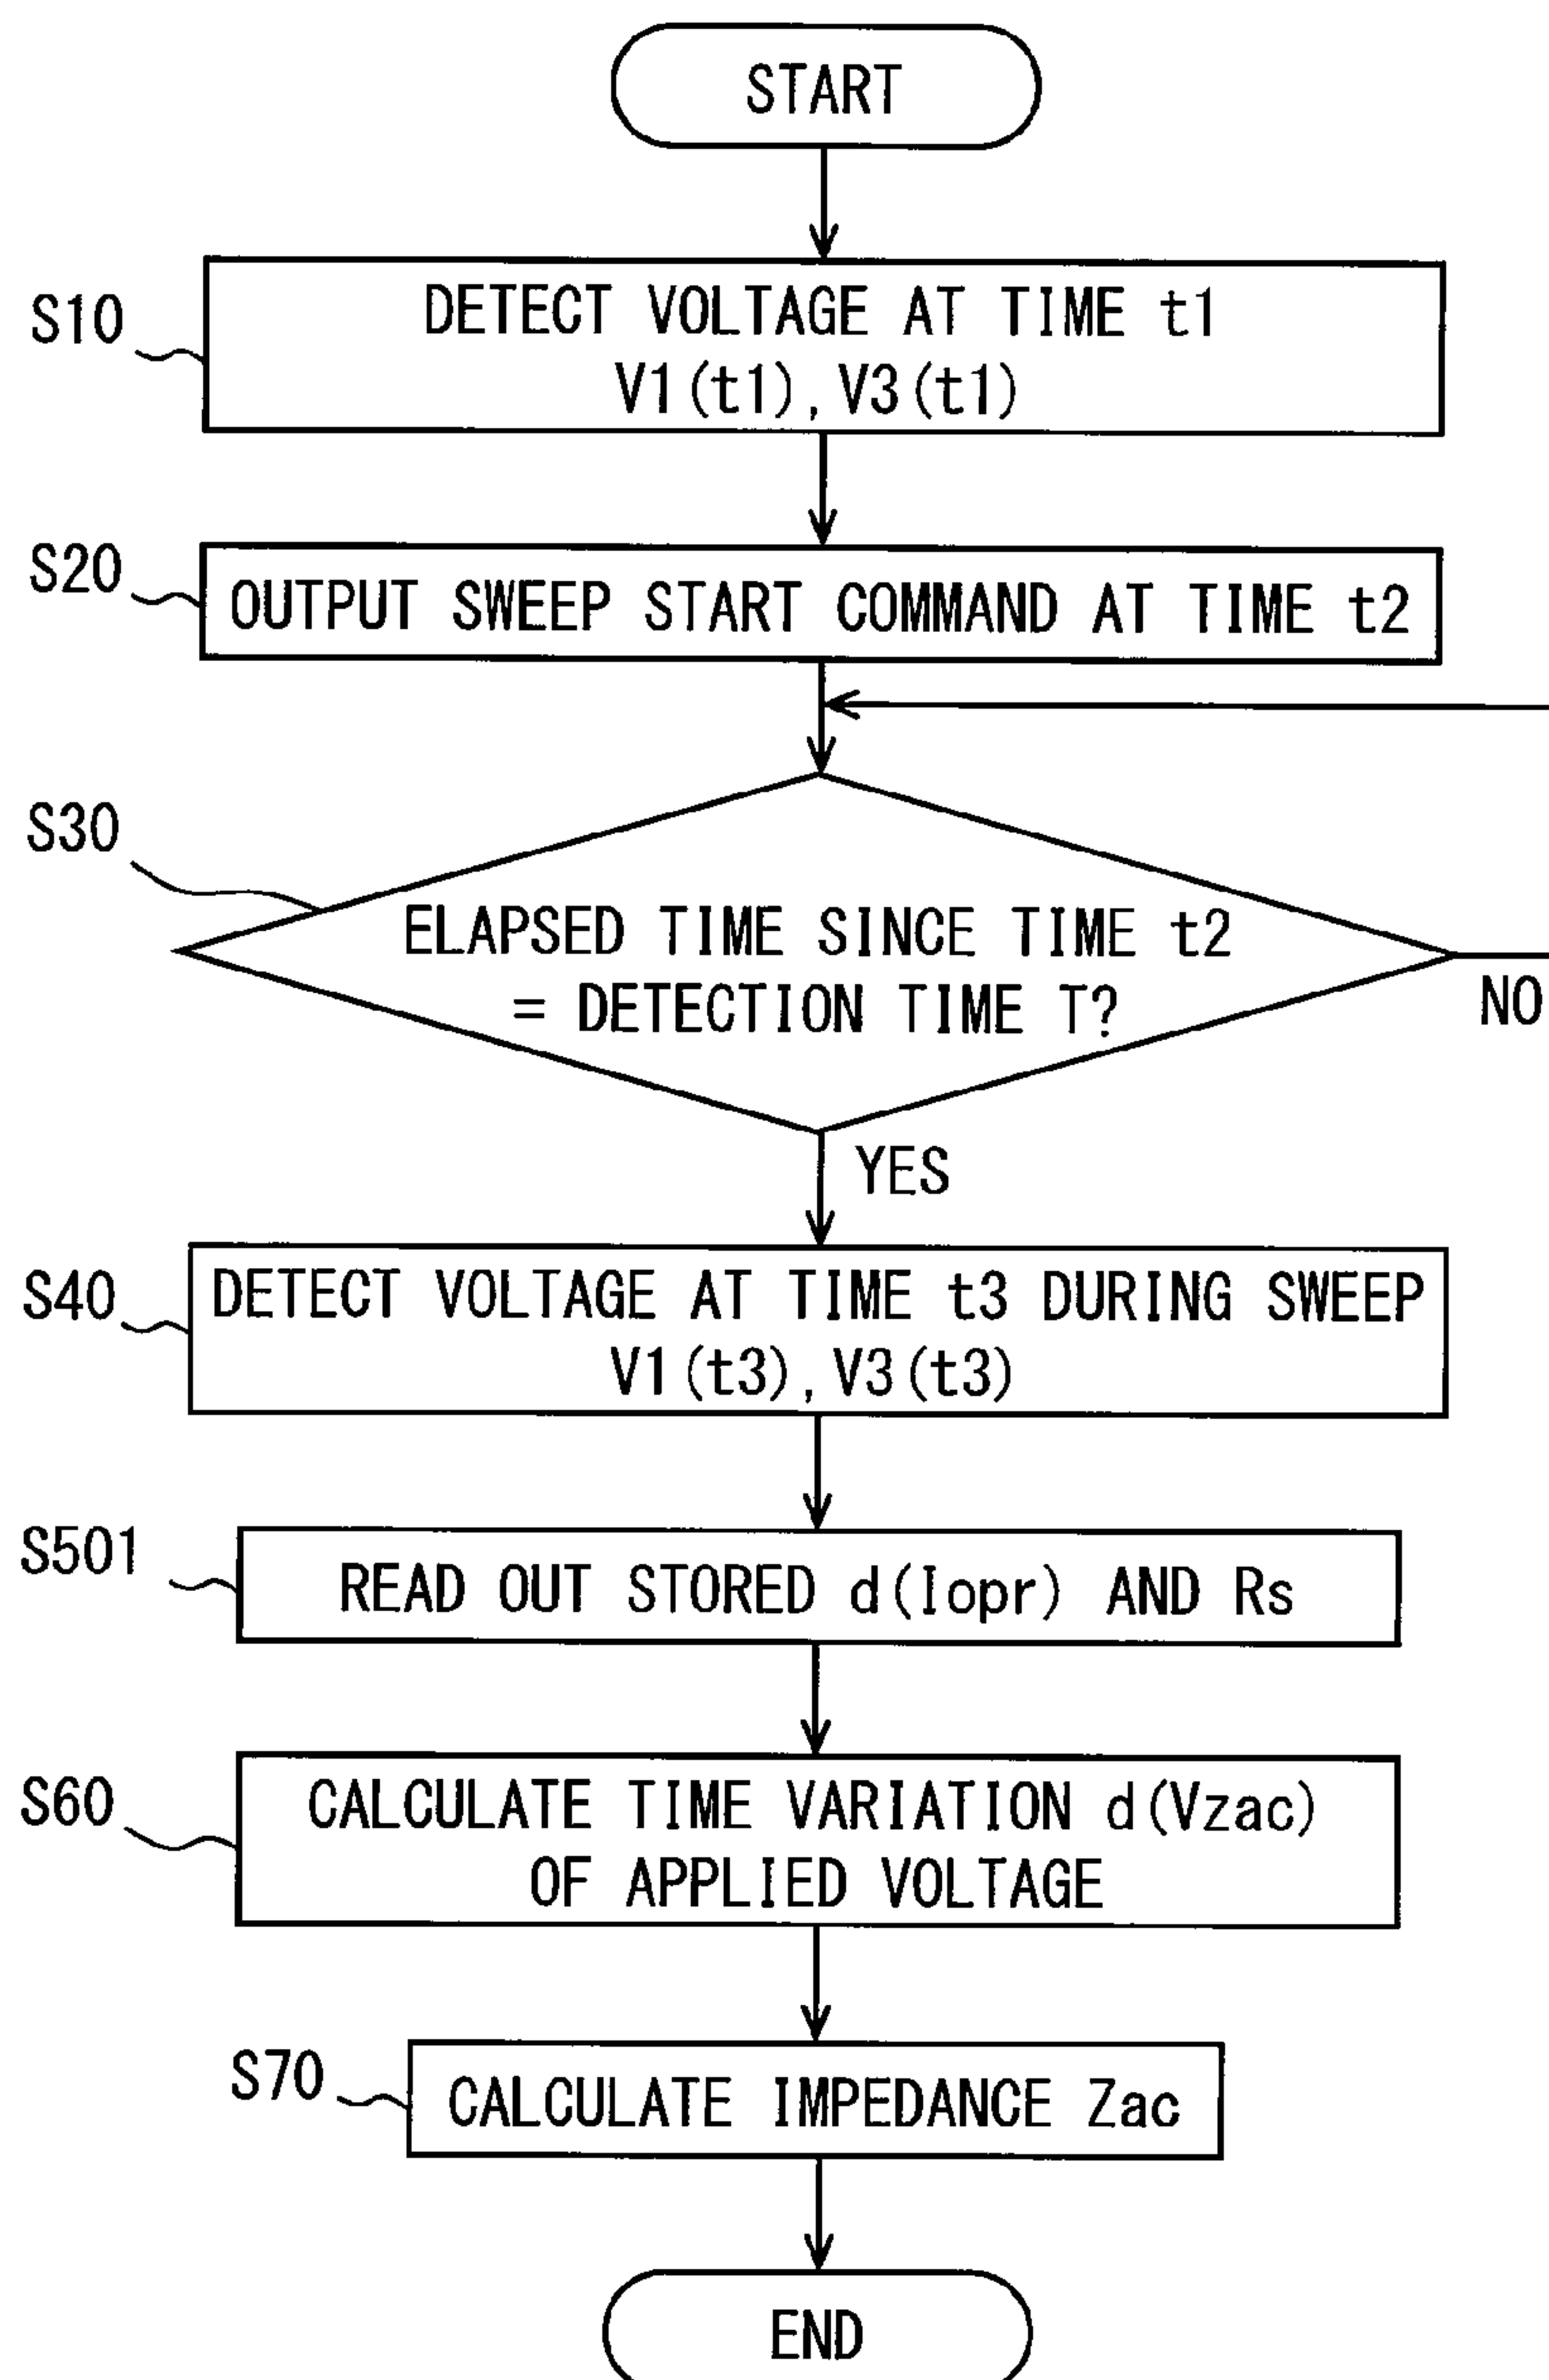 START
S10
DETECT VOLTAGE AT TIME t1
V1(t1), V3(t1)
S20
OUTPUT SWEEP START COMMAND AT TIME t2
S30
ELAPSED TIME SINCE TIME t2
= DETECTION TIME T?
NO
YES
S40
DETECT VOLTAGE AT TIME t3 DURING SWEEP
V1(t3), V3(t3)
S501
READ OUT STORED d(Iopr) AND Rs
S60
CALCULATE TIME VARIATION d(Vzac)
OF APPLIED VOLTAGE
S70
CALCULATE IMPEDANCE Zac
END